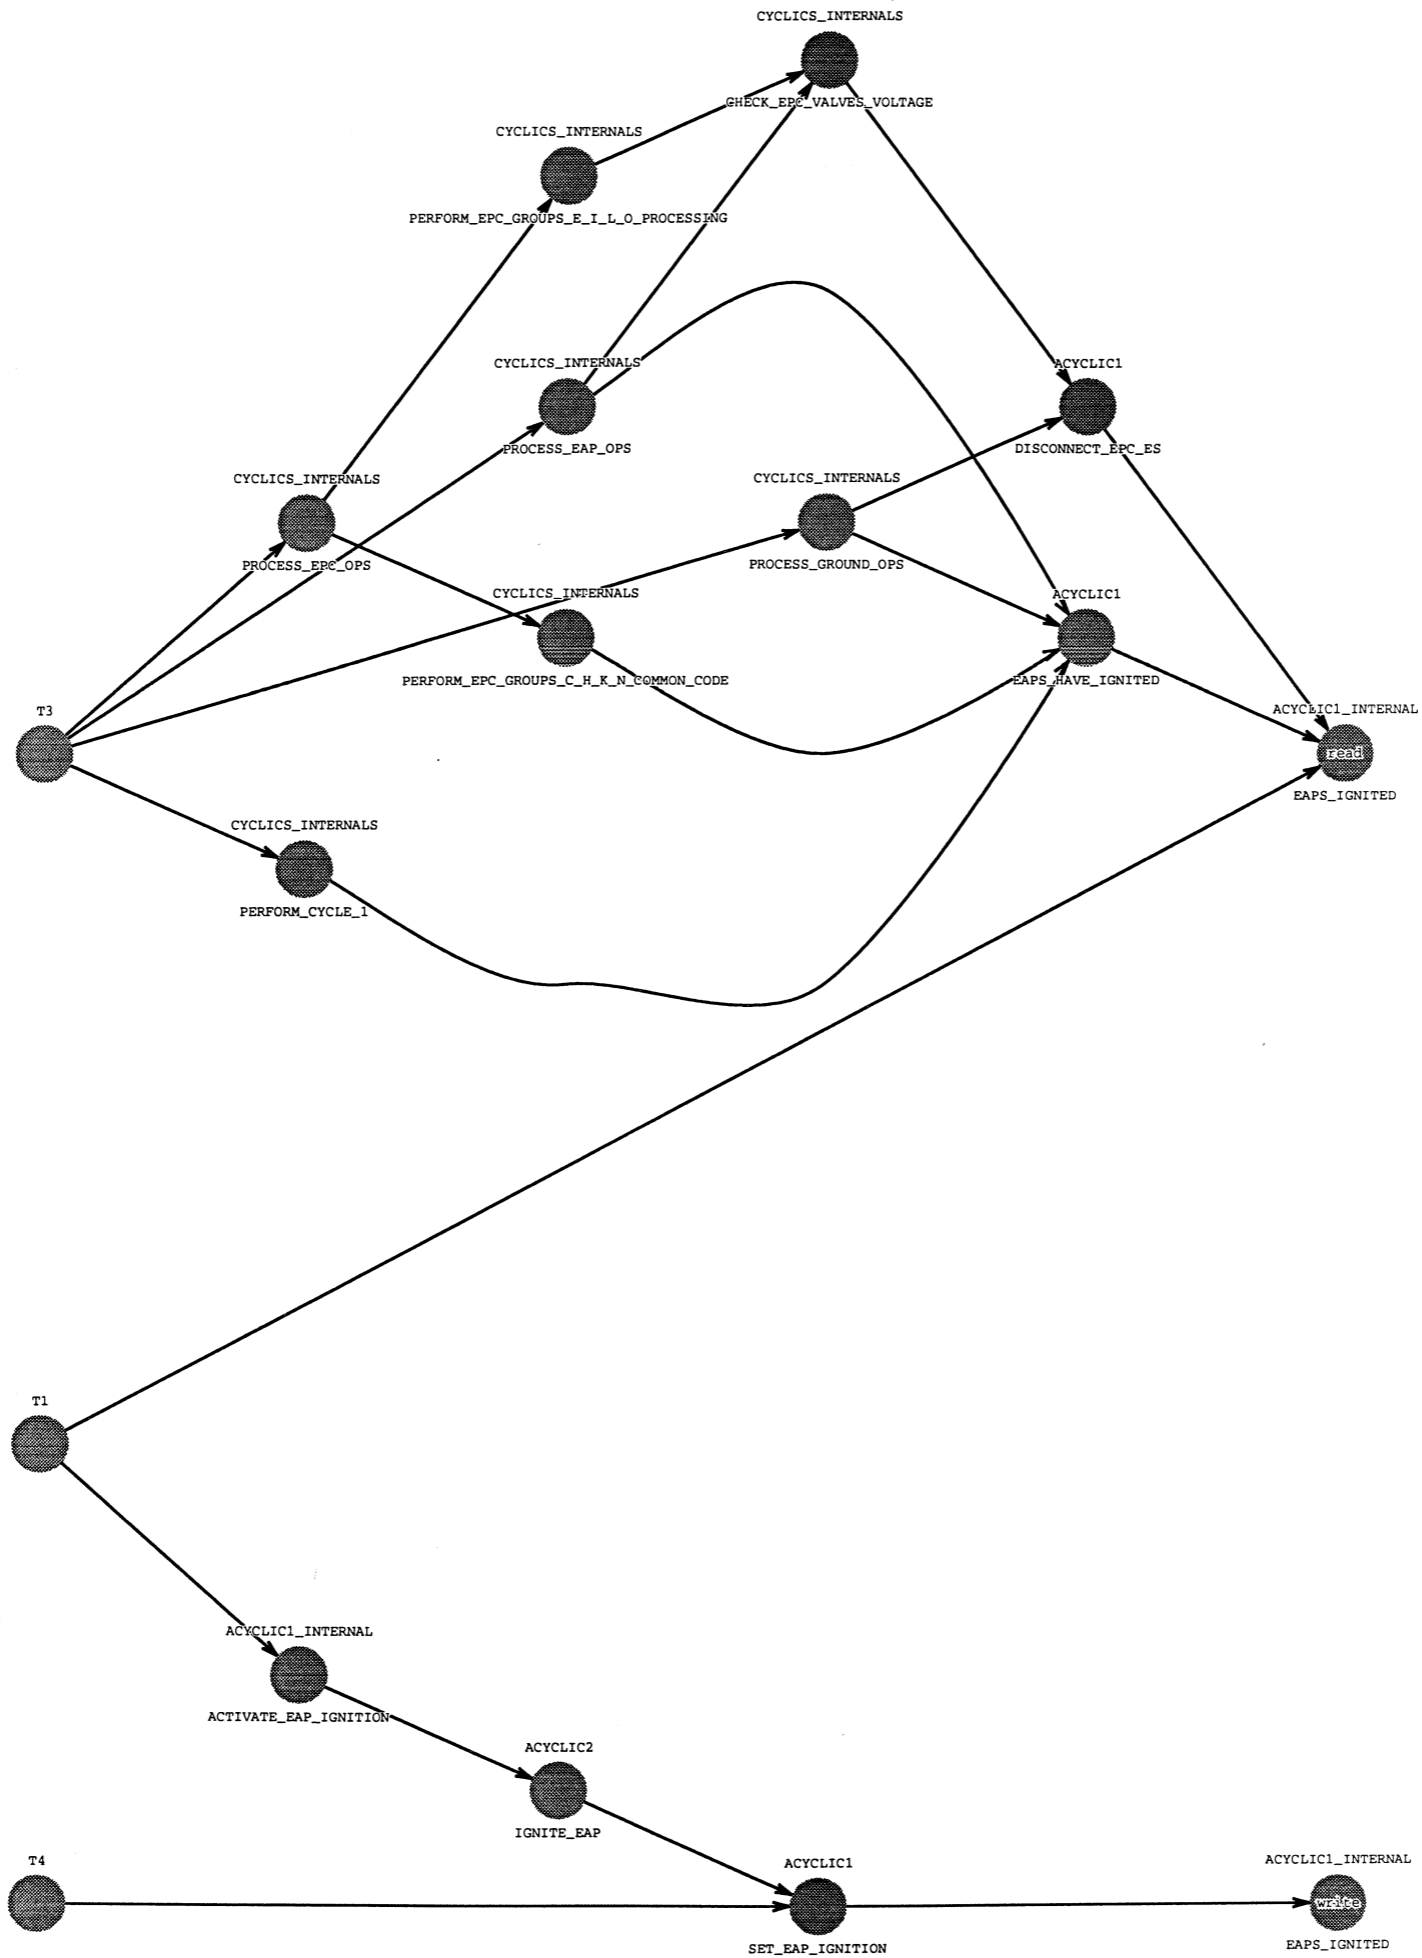 CYCLICS_INTERNALS
CHECK_EPC_VALVES_VOLTAGE
CYCLICS_INTERNALS
PERFORM_EPC_GROUPS_E_I_L_O_PROCESSING
CYCLICS_INTERNALS
PROCESS_EAP_OPS
ACYCLIC1
DISCONNECT_EPC_ES
CYCLICS_INTERNALS
PROCESS_EPC_OPS
CYCLICS_INTERNALS
PROCESS_GROUND_OPS
CYCLICS_INTERNALS
PERFORM_EPC_GROUPS_C_H_K_N_COMMON_CODE
ACYCLIC1
EAPS_HAVE_IGNITED
T3
ACYCLIC1_INTERNAL
read
EAPS_IGNITED
CYCLICS_INTERNALS
PERFORM_CYCLE_1
T1
ACYCLIC1_INTERNAL
ACTIVATE_EAP_IGNITION
ACYCLIC2
IGNITE_EAP
T4
ACYCLIC1
SET_EAP_IGNITION
ACYCLIC1_INTERNAL
write
EAPS_IGNITED